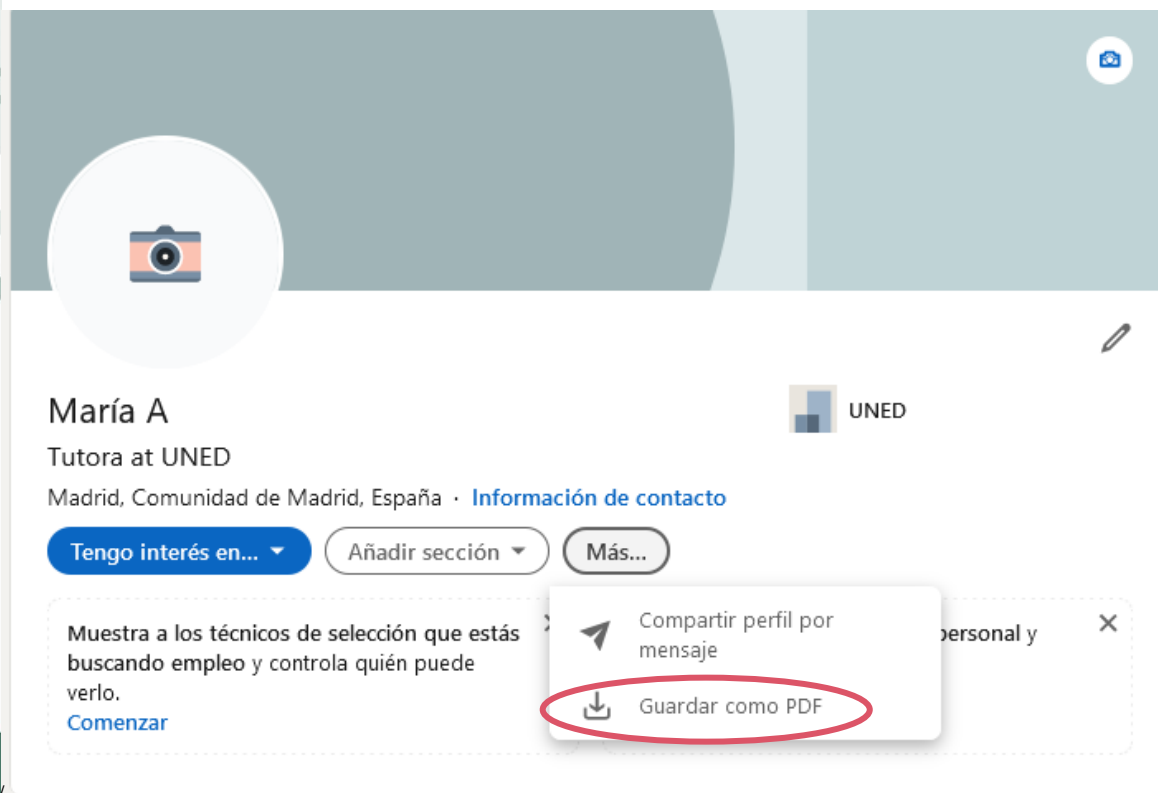 María A
UNED
Tutora at UNED
Madrid, Comunidad de Madrid, España · Información de contacto
Tengo interés en...
Añadir sección
Más...
Muestra a los técnicos de selección que estás
buscando empleo y controla quién puede
verlo.
Comenzar
Compartir perfil por
mensaje
Guardar como PDF
personal y